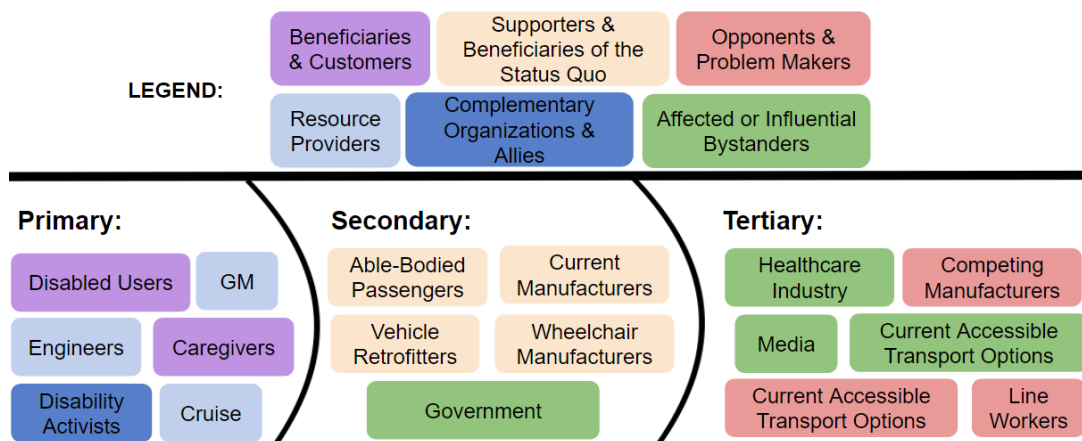 LEGEND:
Beneficiaries
& Customers
Supporters &
Beneficiaries of the
Status Quo
Opponents &
Problem Makers
Resource
Providers
Complementary
Organizations &
Allies
Affected or Influential
Bystanders
Primary:
Disabled Users
GM
Engineers
Caregivers
Disability
Activists
Cruise
Secondary:
Able-Bodied
Passengers
Current
Manufacturers
Vehicle
Retrofitters
Wheelchair
Manufacturers
Government
Tertiary:
Healthcare
Industry
Competing
Manufacturers
Media
Current Accessible
Transport Options
Current Accessible
Transport Options
Line
Workers